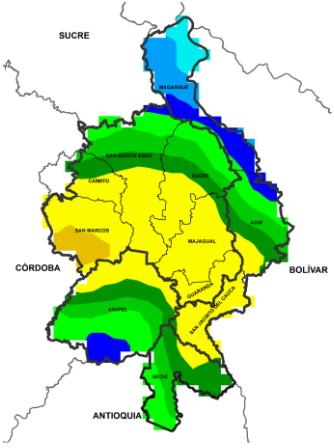 SUCRE
MAGANGUÉ
SAN BENITO ABAD
SUCRE
CAIMITO
ACHÍ
SAN MARCOS
MAJAGUAL
CÓRDOBA
BOLÍVAR
GUARANDA
SAN JACINTO DEL CAUCA
AYAPEL
NECHÍ
ANTIOQUIA